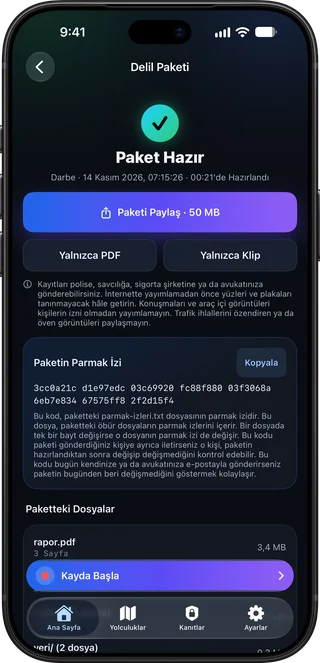 9:41
Delil Paketi
Paket Hazır
Darbe · 14 Kasım 2026, 07:15:26 · 00:21'de Hazırlandı
Paketi Paylaş · 50 MB
Yalnızca PDF
Yalnızca Klip
Kayıtları polise, savcılığa, sigorta şirketine ya da avukatınıza
gönderebilirsiniz. İnternette yayımlamadan önce yüzleri ve plakaları
tanınmayacak hâle getirin. Konuşmaları ve araç içi görüntüleri
kişilerin izni olmadan yayımlamayın. Trafik ihlallerini özendiren ya da
öven görüntüleri paylaşmayın.
Paketin Parmak İzi
Kopyala
3cc0a21c d1e97edc 03c69920 fc88f880 03f3068a
6eb7e834 67575ff8 2f2d15f4
Bu kod, paketteki parmak-izleri.txt dosyasının parmak izidir. Bu
dosya, paketteki öbür dosyaların parmak izlerini içerir. Bir dosyada
tek bir bayt değişirse o dosyanın parmak izi de değişir. Bu kodu
paketi gönderdiğiniz kişiye ayrıca iletirseniz o kişi, paketin
hazırlandıktan sonra değişip değişmediğini kontrol edebilir. Bu
kodu bugün kendinize ya da avukatınıza e-postayla gönderirseniz
paketin bugünden beri değişmediğini göstermek kolaylaşır.
Paketteki Dosyalar
rapor.pdf
3 Sayfa
3,4 MB
Kayda Başla
Ana Sayfa
Yolculuklar
Kanıtlar
Ayarlar
veri/ (2 dosya)